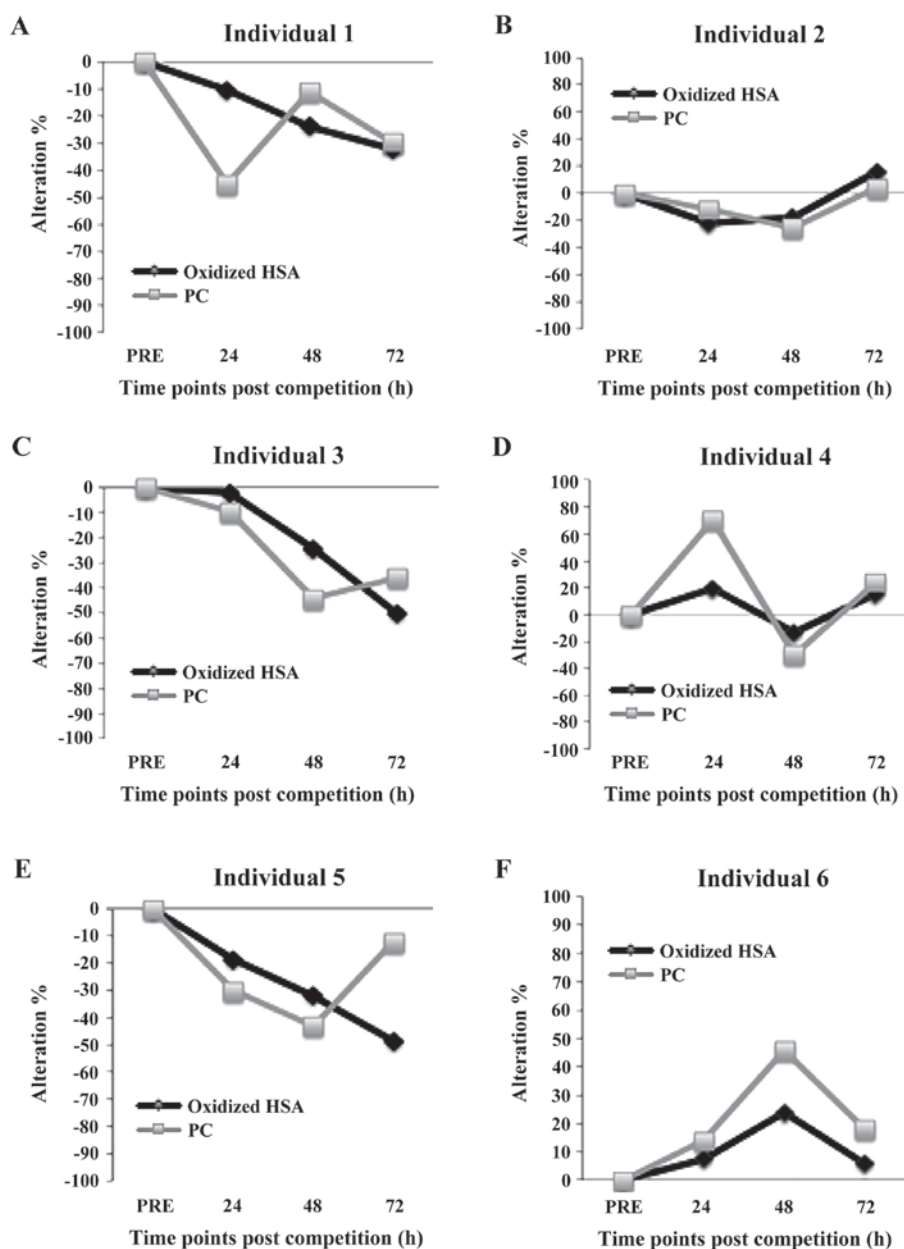 A
Individual 1
Alteration %
0
-10
-20
-30
-40
-50
-60
-70
-80
-90
-100
Oxidized HSA
PC
PRE 24 48 72
Time points post competition (h)
B
Individual 2
Alteration %
100
80
60
40
20
0
-20
-40
-60
-80
-100
Oxidized HSA
PC
PRE 24 48 72
Time points post competition (h)
C
Individual 3
Alteration %
0
-10
-20
-30
-40
-50
-60
-70
-80
-90
-100
Oxidized HSA
PC
PRE 24 48 72
Time points post competition (h)
D
Individual 4
Alteration %
100
80
60
40
20
0
-20
-40
-60
-80
-100
Oxidized HSA
PC
PRE 24 48 72
Time points post competition (h)
E
Individual 5
Alteration %
0
-10
-20
-30
-40
-50
-60
-70
-80
-90
-100
Oxidized HSA
PC
PRE 24 48 72
Time points post competition (h)
F
Individual 6
Alteration %
100
90
80
70
60
50
40
30
20
10
0
Oxidized HSA
PC
PRE 24 48 72
Time points post competition (h)